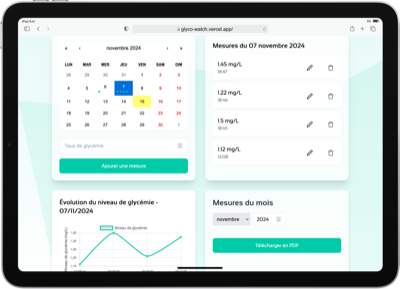 glyco-watch.vercel.app/
« ‹ novembre 2024 › »
LUN MAR MER JEU VEN SAM DIM
28 29 30 31 1 2 3
4 5 6 7 8 9 10
11 12 13 14 15 16 17
18 19 20 21 22 23 24
25 26 27 28 29 30 1
Taux de glycémie
Ajouter une mesure
Mesures du 07 novembre 2024
1.45 mg/L
1.22 mg/L
18:46
1.5 mg/L
18:45
1.12 mg/L
12:08
Évolution du niveau de glycémie -
07/11/2024
Niveau de glycémie
Niveau de glycémie (mg/L)
Mesures du mois
novembre 2024
Télécharger en PDF